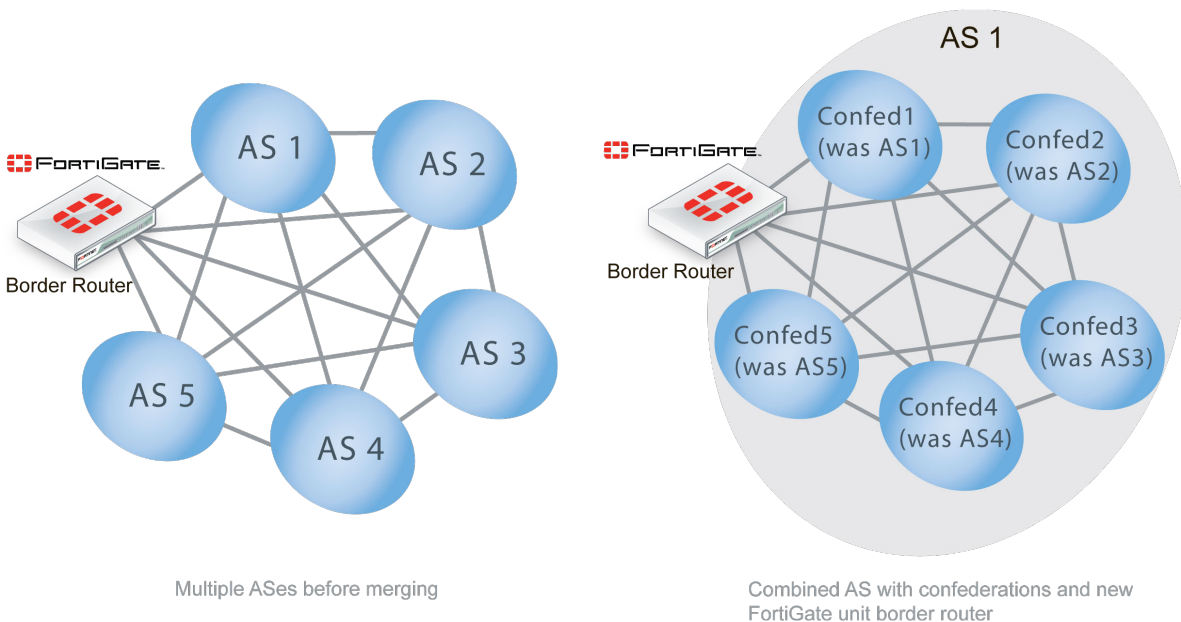 AS 1
AS 2
FORTIGATE
Border Router
AS 3
AS 5
AS 4
Multiple ASes before merging
AS 1
Confed1
(was AS1)
Confed2
(was AS2)
FORTIGATE
Border Router
Confed3
(was AS3)
Confed5
(was AS5)
Confed4
(was AS4)
Combined AS with confederations and new
FortiGate unit border router